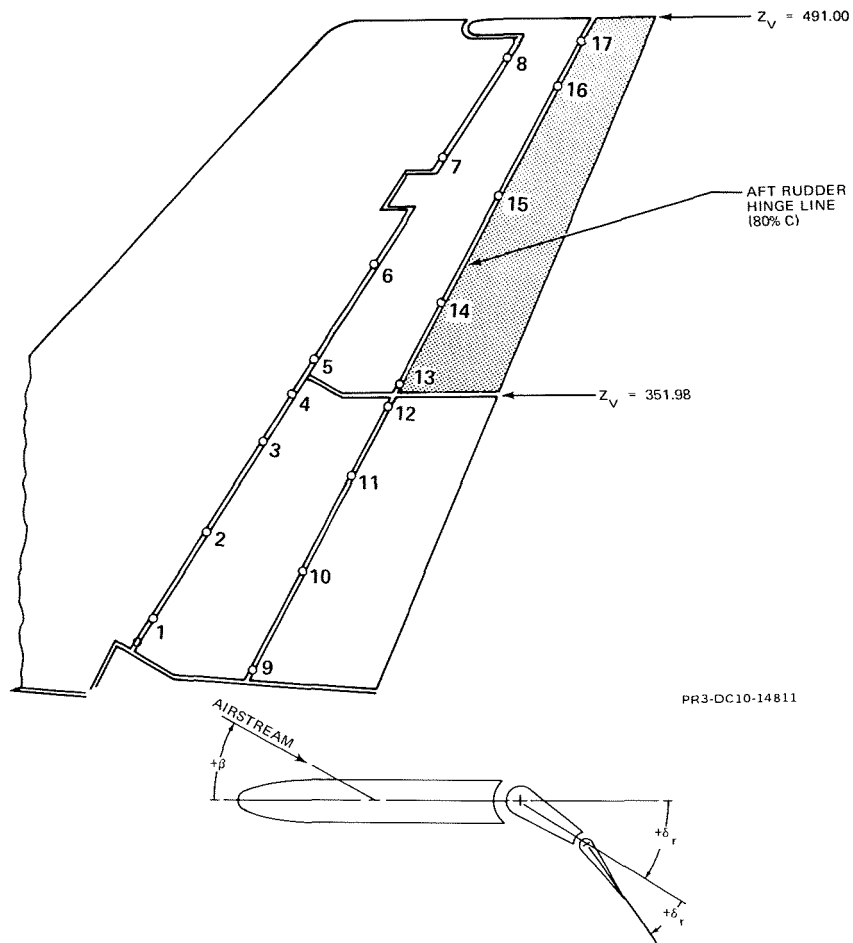 Z_V = 491.00
17
8
16
7
15
AFT RUDDER
HINGE LINE
(80% C)
6
14
5
13
4
12
Z_V = 351.98
3
11
2
10
1
9
PR3-DC10-14811
AIRSTREAM
+β
+δ_r
+δ_r